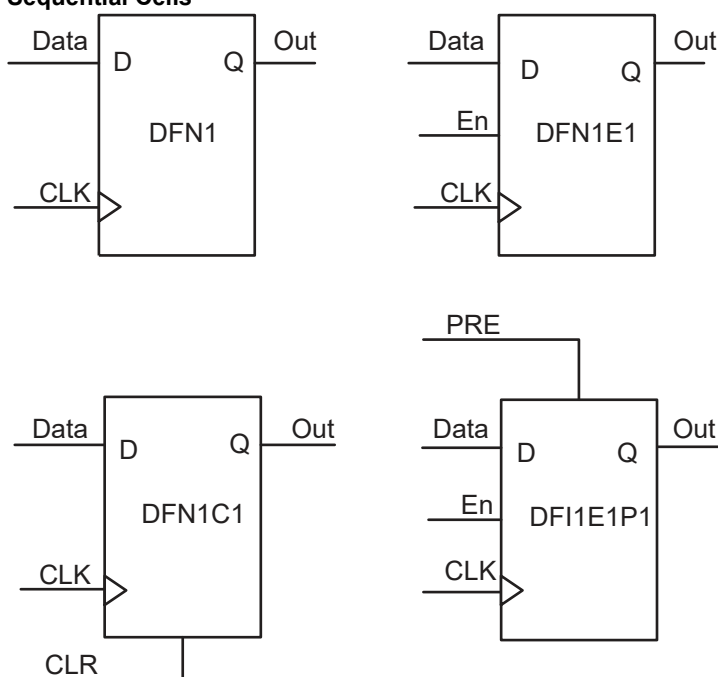 Sequential Cells
Data
D
Q
Out
DFN1
CLK
Data
D
Q
Out
En
DFN1E1
CLK
PRE
Data
D
Q
Out
DFN1C1
CLK
CLR
Data
D
Q
Out
En
DFI1E1P1
CLK